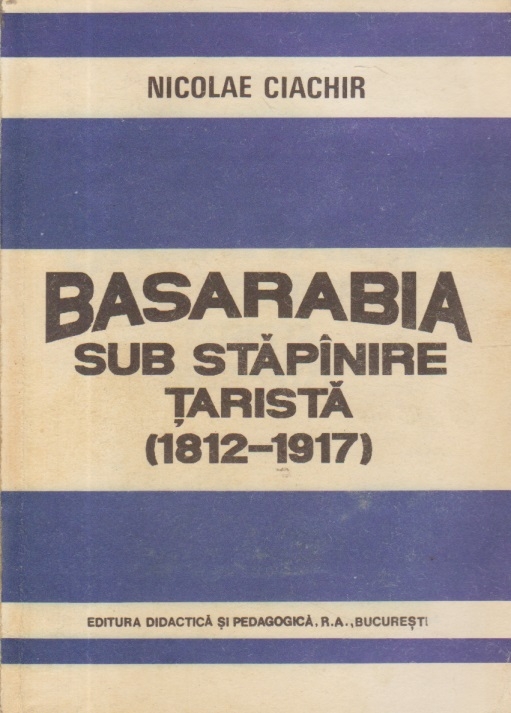 NICOLAE CIACHIR
BASARABIA
SUB STĂPÎNIRE
ȚARISTĂ
(1812–1917)
EDITURA DIDACTICĂ ȘI PEDAGOGICĂ, R.A., BUCUREȘTI